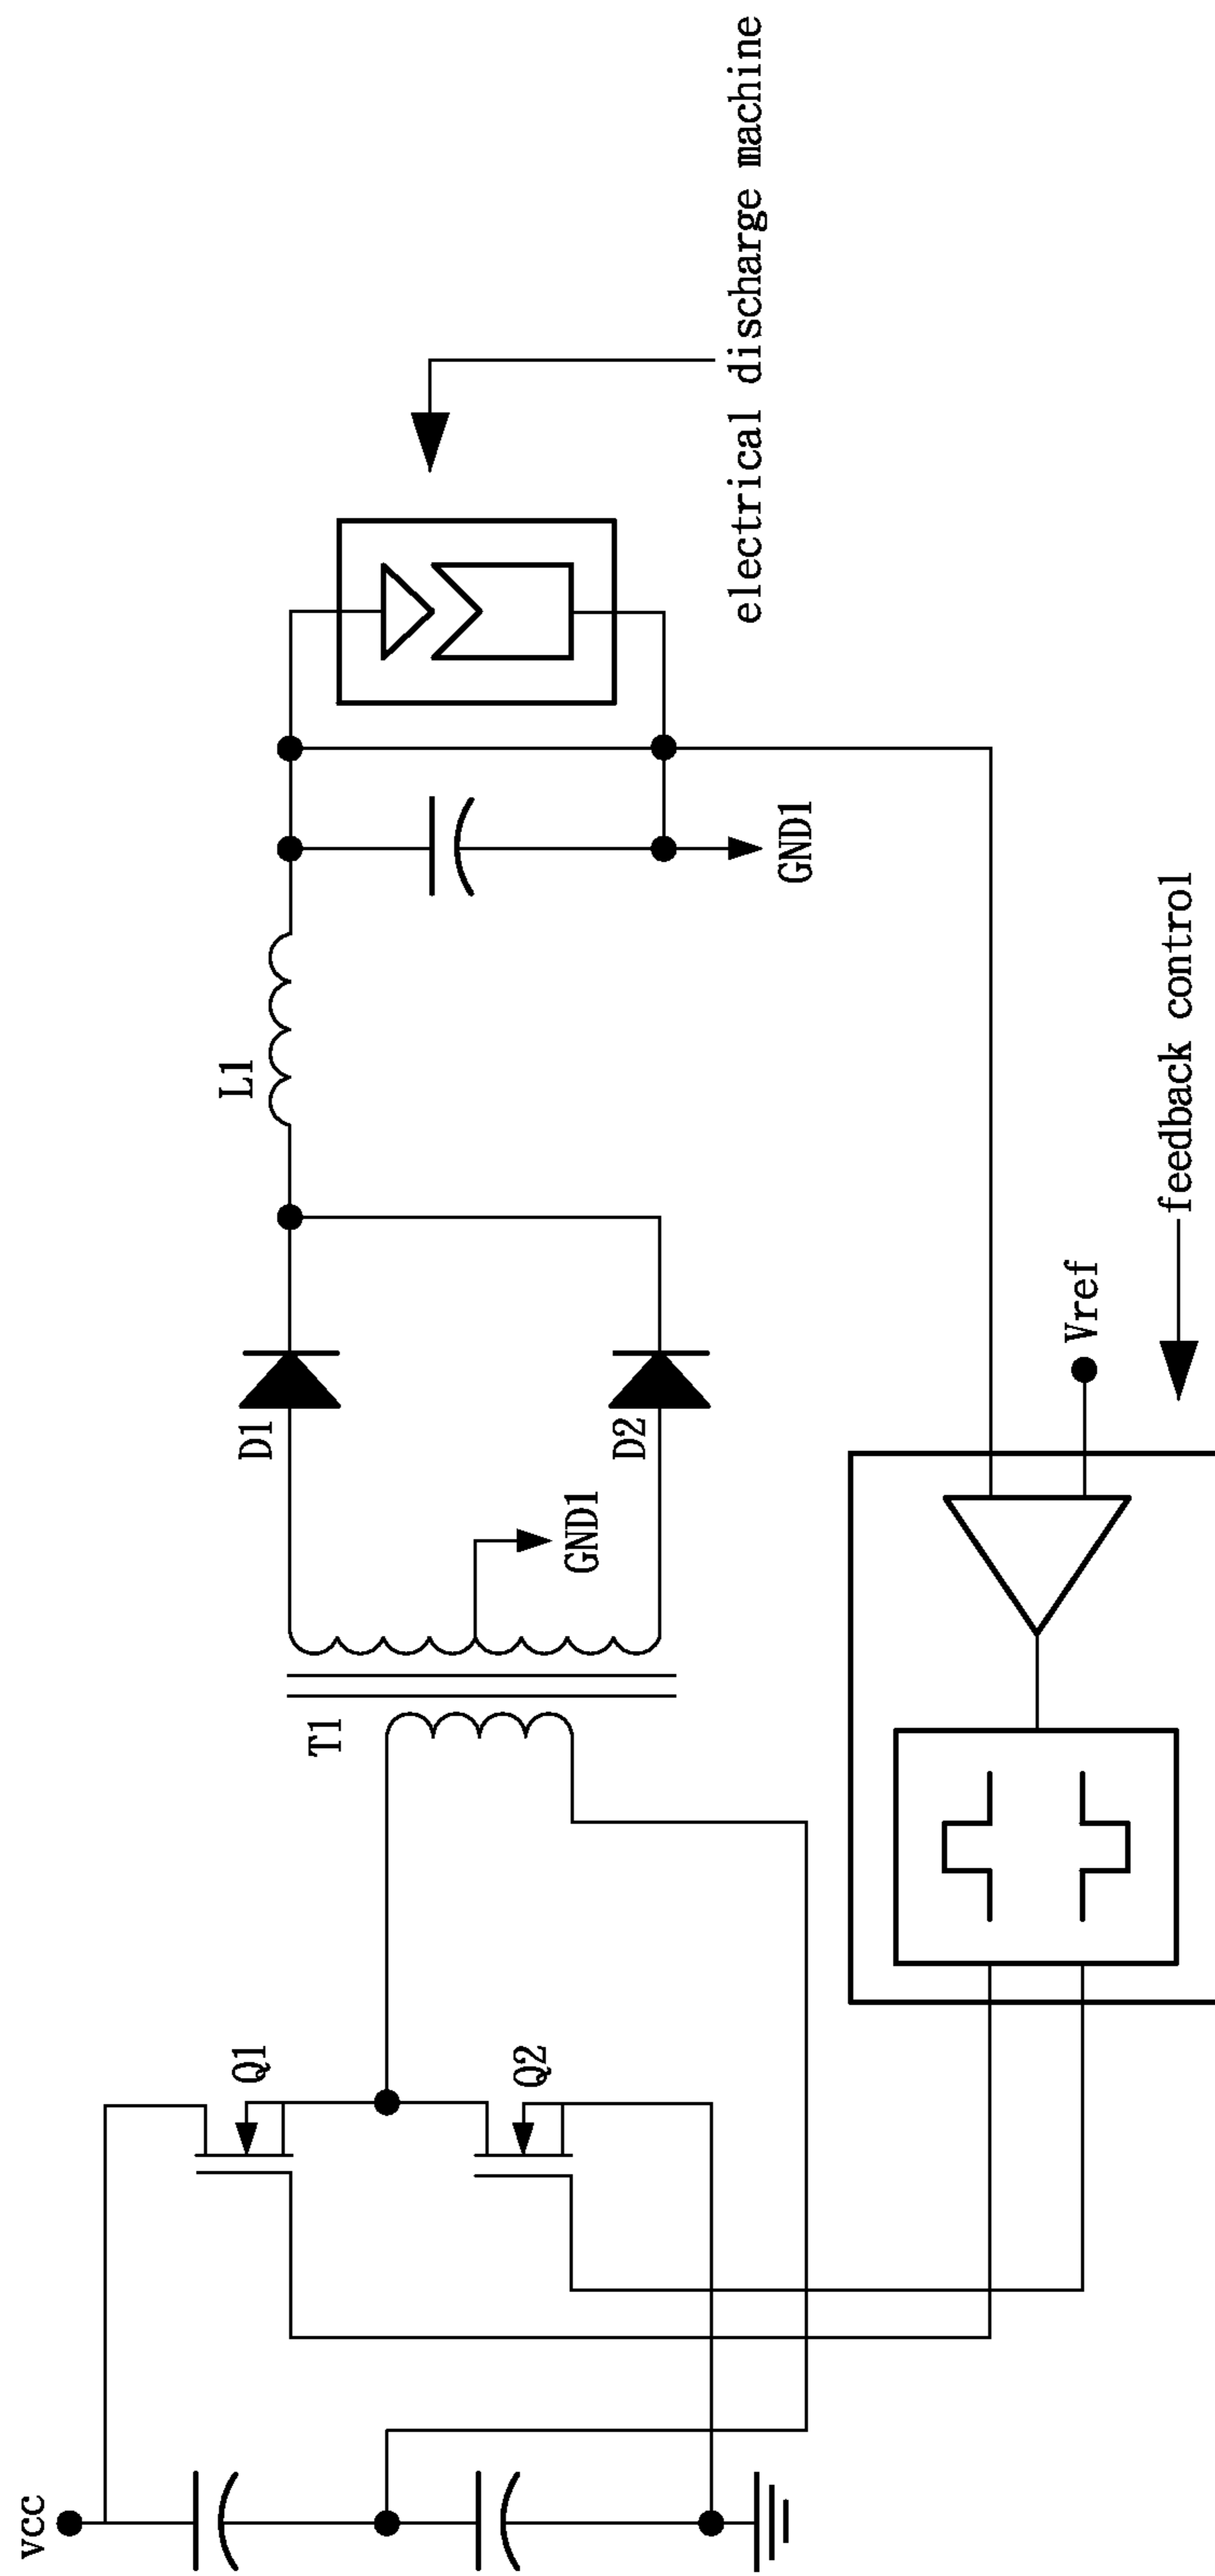 vcc
Q1
Q2
T1
D1
D2
GND1
L1
GND1
electrical discharge machine
Vref
feedback control